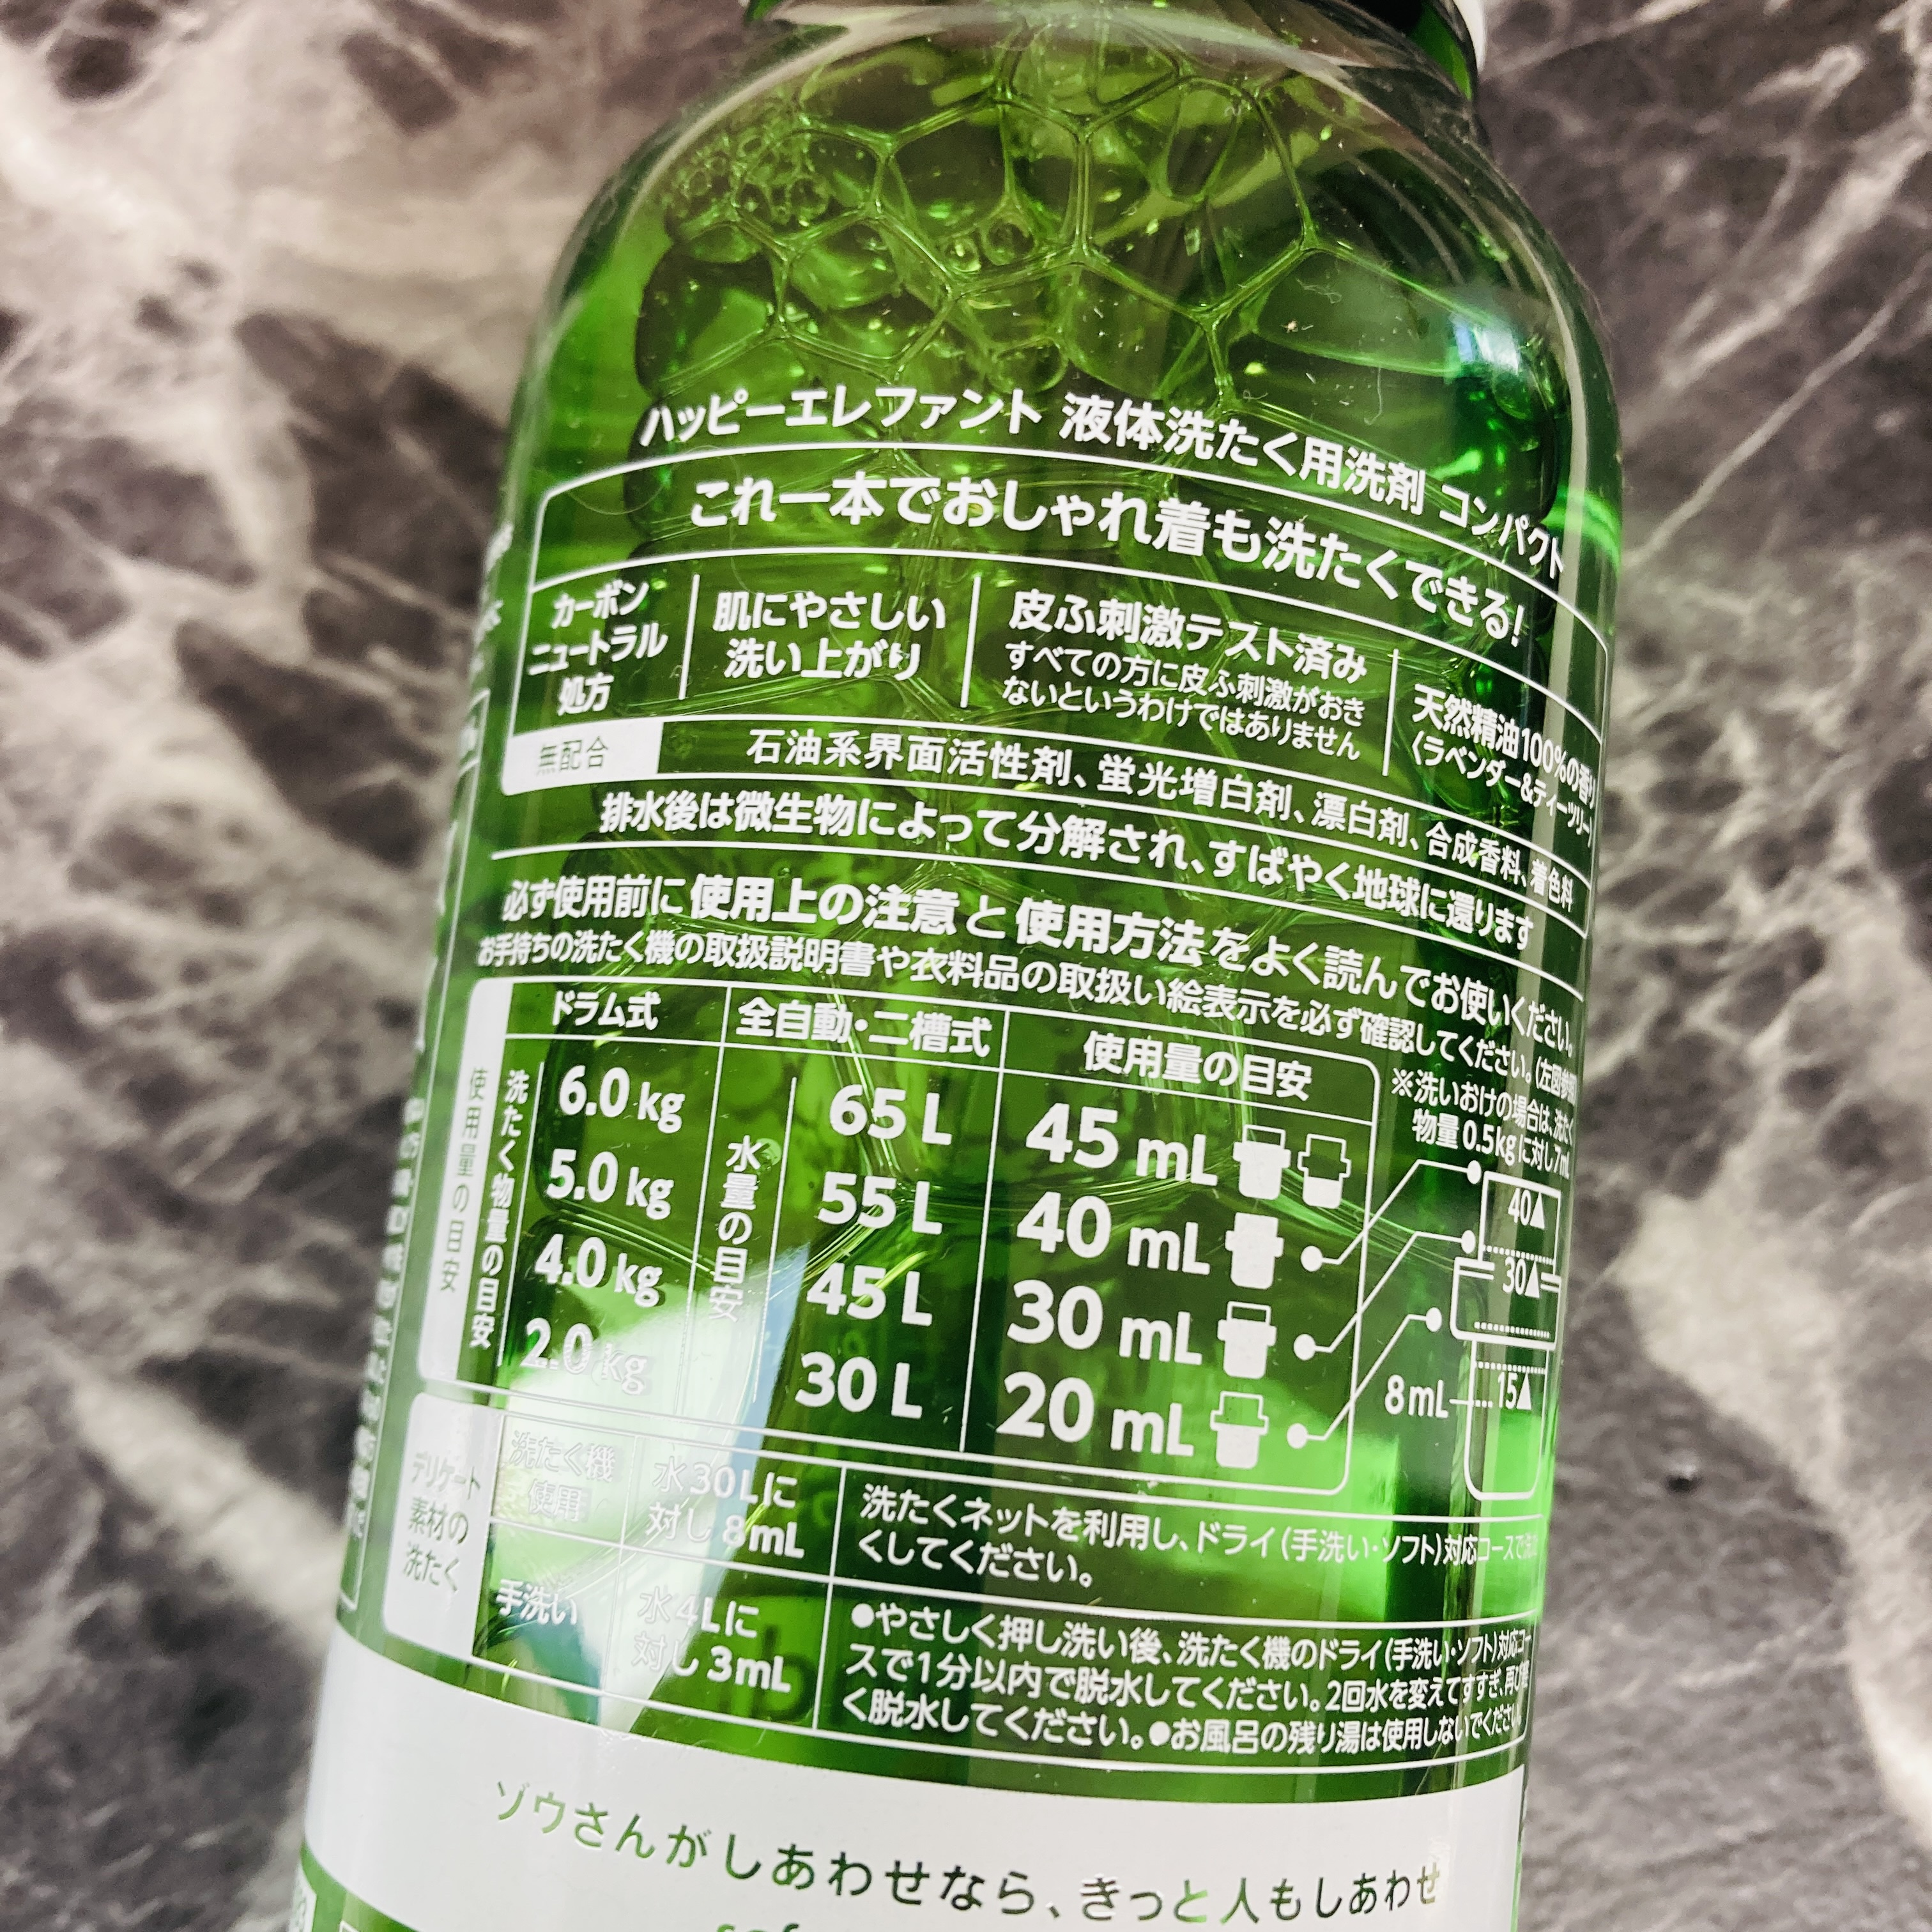 ハッピーエレファント 液体洗たく用洗剤 コンパクト
これ一本でおしゃれ着も洗たくできる!
カーボン
ニュートラル
処方
肌にやさしい
洗い上がり
皮ふ刺激テスト済み
すべての方に皮ふ刺激がおき
ないというわけではありません
天然精油100%の香り
〈ラベンダー&ティーツリー〉
無配合
石油系界面活性剤、蛍光増白剤、漂白剤、合成香料、着色料
排水後は微生物によって分解され、すばやく地球に還ります
必ず使用前に使用上の注意と使用方法をよく読んでお使いください。
お手持ちの洗たく機の取扱説明書や衣料品の取扱い絵表示を必ず確認してください。(左図参照)
使用量の目安
ドラム式
全自動・二槽式
使用量の目安
洗たく物量の目安
水量の目安
6.0 kg 65 L 45 mL
5.0 kg 55 L 40 mL
4.0 kg 45 L 30 mL
2.0 kg 30 L 20 mL
※洗いおけの場合は、洗たく
物量0.5kgに対し7mL
40▲
30▲
8mL
15▲
デリケート
素材の
洗たく
洗たく機
使用
水30Lに
対し8mL
洗たくネットを利用し、ドライ(手洗い・ソフト)対応コースで洗た
くしてください。
手洗い
水4Lに
対し3mL
●やさしく押し洗い後、洗たく機のドライ(手洗い・ソフト)対応コー
スで1分以内で脱水してください。2回水を変えてすすぎ、再び軽
く脱水してください。●お風呂の残り湯は使用しないでください。
ゾウさんがしあわせなら、きっと人もしあわせ